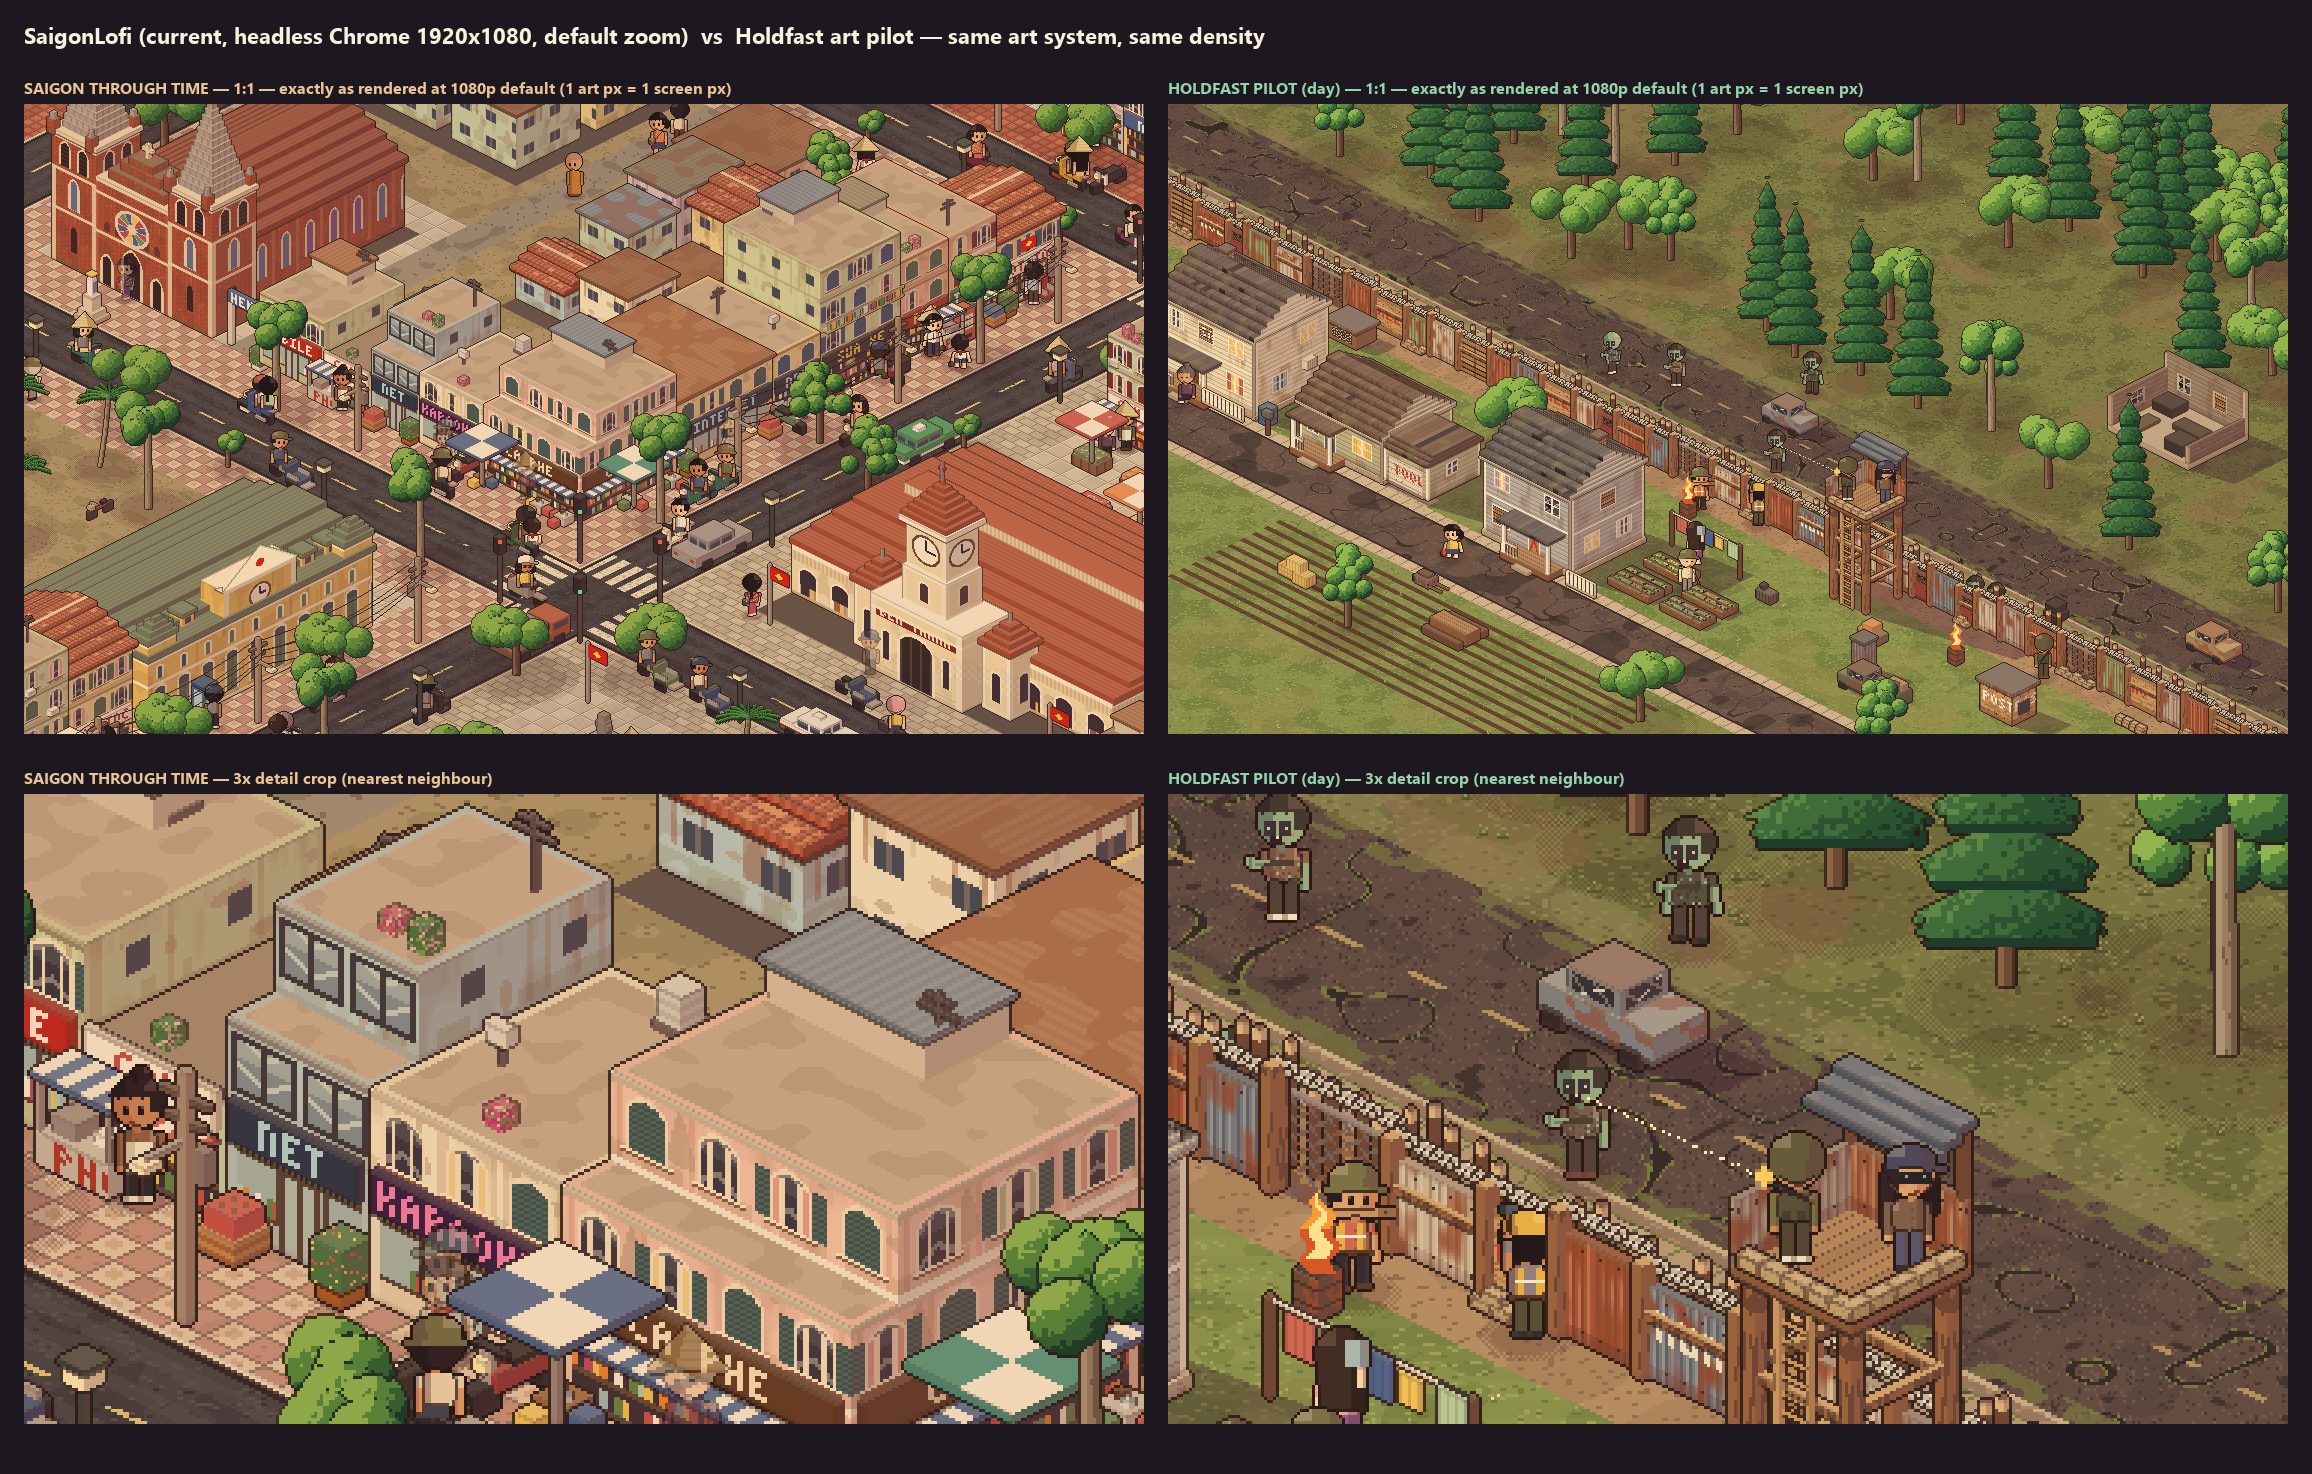 SaigonLofi (current, headless Chrome 1920x1080, default zoom) vs Holdfast art pilot — same art system, same density
SAIGON THROUGH TIME — 1:1 — exactly as rendered at 1080p default (1 art px = 1 screen px)
HOLDFAST PILOT (day) — 1:1 — exactly as rendered at 1080p default (1 art px = 1 screen px)
NET
TOOL
POST
SAIGON THROUGH TIME — 3x detail crop (nearest neighbour)
HOLDFAST PILOT (day) — 3x detail crop (nearest neighbour)
E
NET
HE